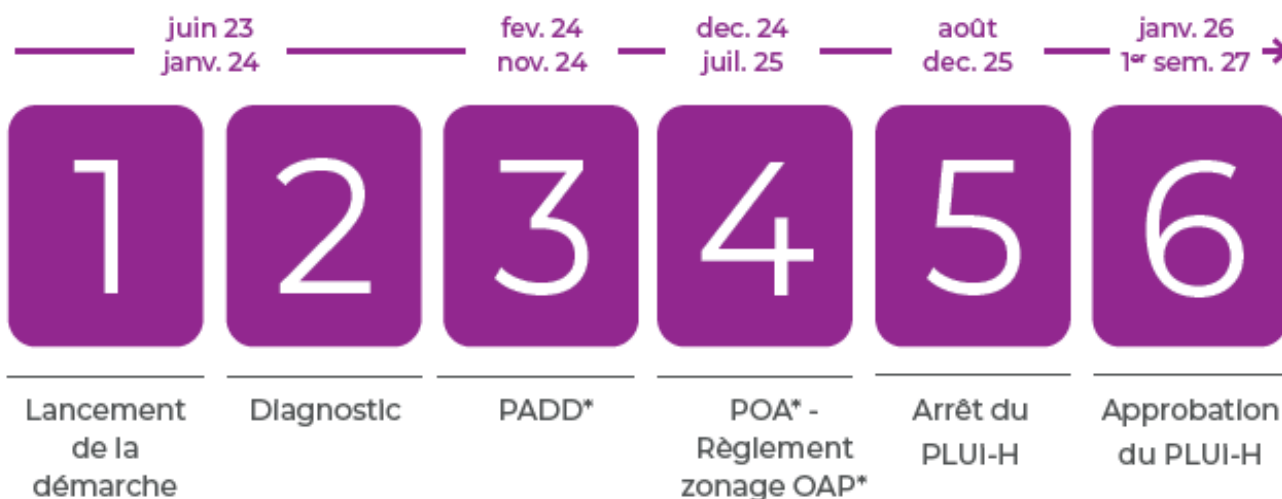 juin 23
janv. 24
fev. 24
nov. 24
dec. 24
juil. 25
août
dec. 25
janv. 26
1er sem. 27
1
2
3
4
5
6
Lancement
de la
démarche
Diagnostic
PADD*
POA* -
Règlement
zonage OAP*
Arrêt du
PLUI-H
Approbation
du PLUI-H